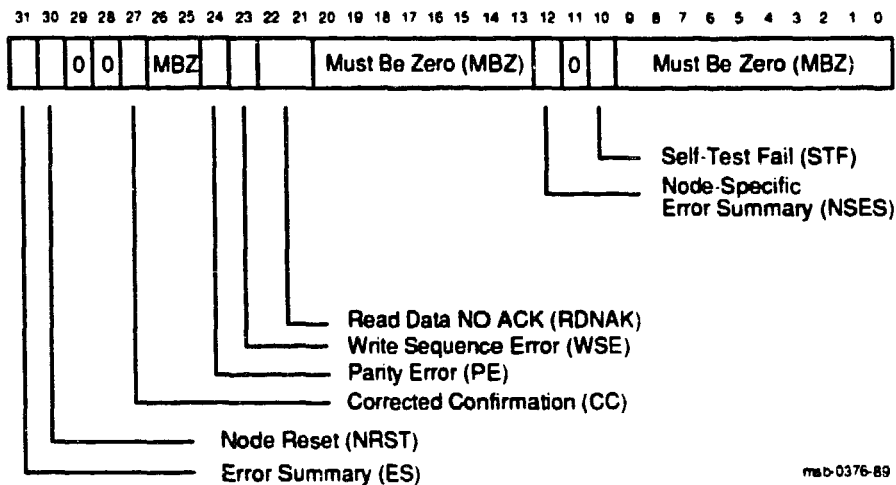 31 30 29 28 27 26 25 24 23 22 21 20 19 18 17 16 15 14 13 12 11 10 9 8 7 6 5 4 3 2 1 0
0 0 MBZ Must Be Zero (MBZ) 0 Must Be Zero (MBZ)
Self-Test Fail (STF)
Node-Specific
Error Summary (NSES)
Read Data NO ACK (RDNAK)
Write Sequence Error (WSE)
Parity Error (PE)
Corrected Confirmation (CC)
Node Reset (NRST)
Error Summary (ES)
msb-0376-89